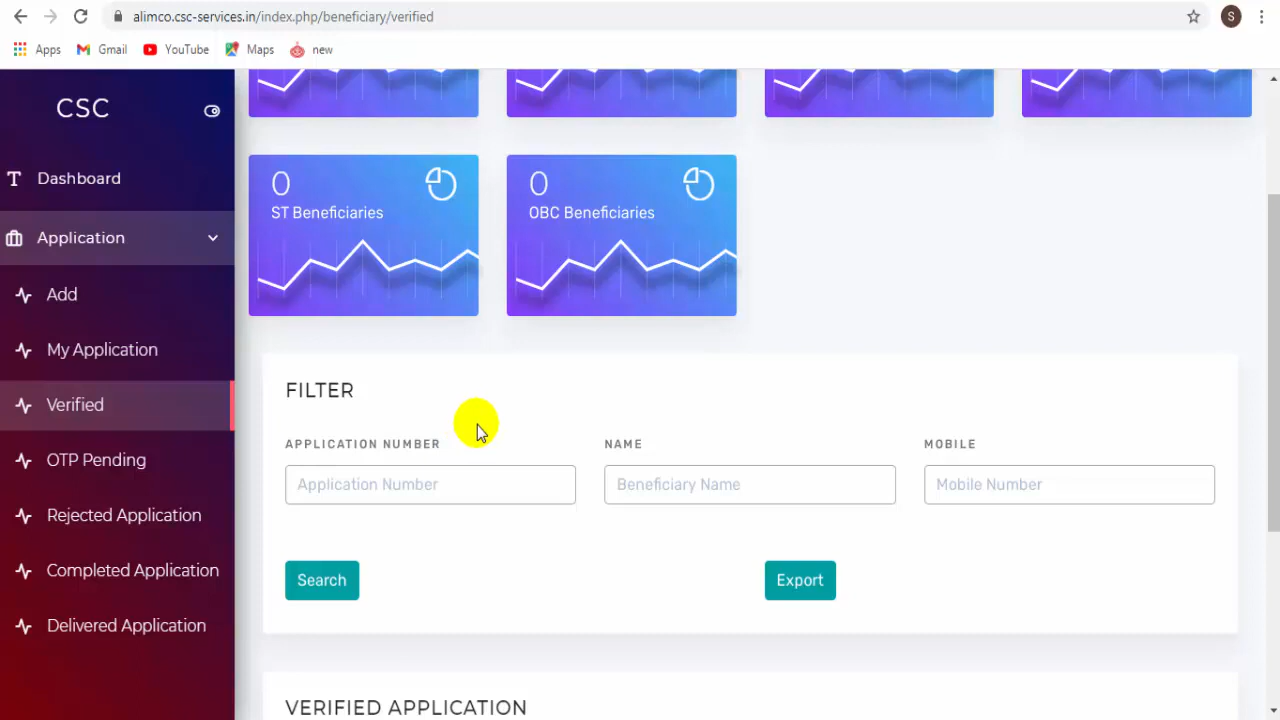 alimco.csc-services.in/index.php/beneficiary/verified
S
Apps Gmail YouTube Maps new
CSC
Dashboard
Application
Add
My Application
Verified
OTP Pending
Rejected Application
Completed Application
Delivered Application
0
ST Beneficiaries
0
OBC Beneficiaries
FILTER
APPLICATION NUMBER NAME MOBILE
Application Number Beneficiary Name Mobile Number
Search Export
VERIFIED APPLICATION